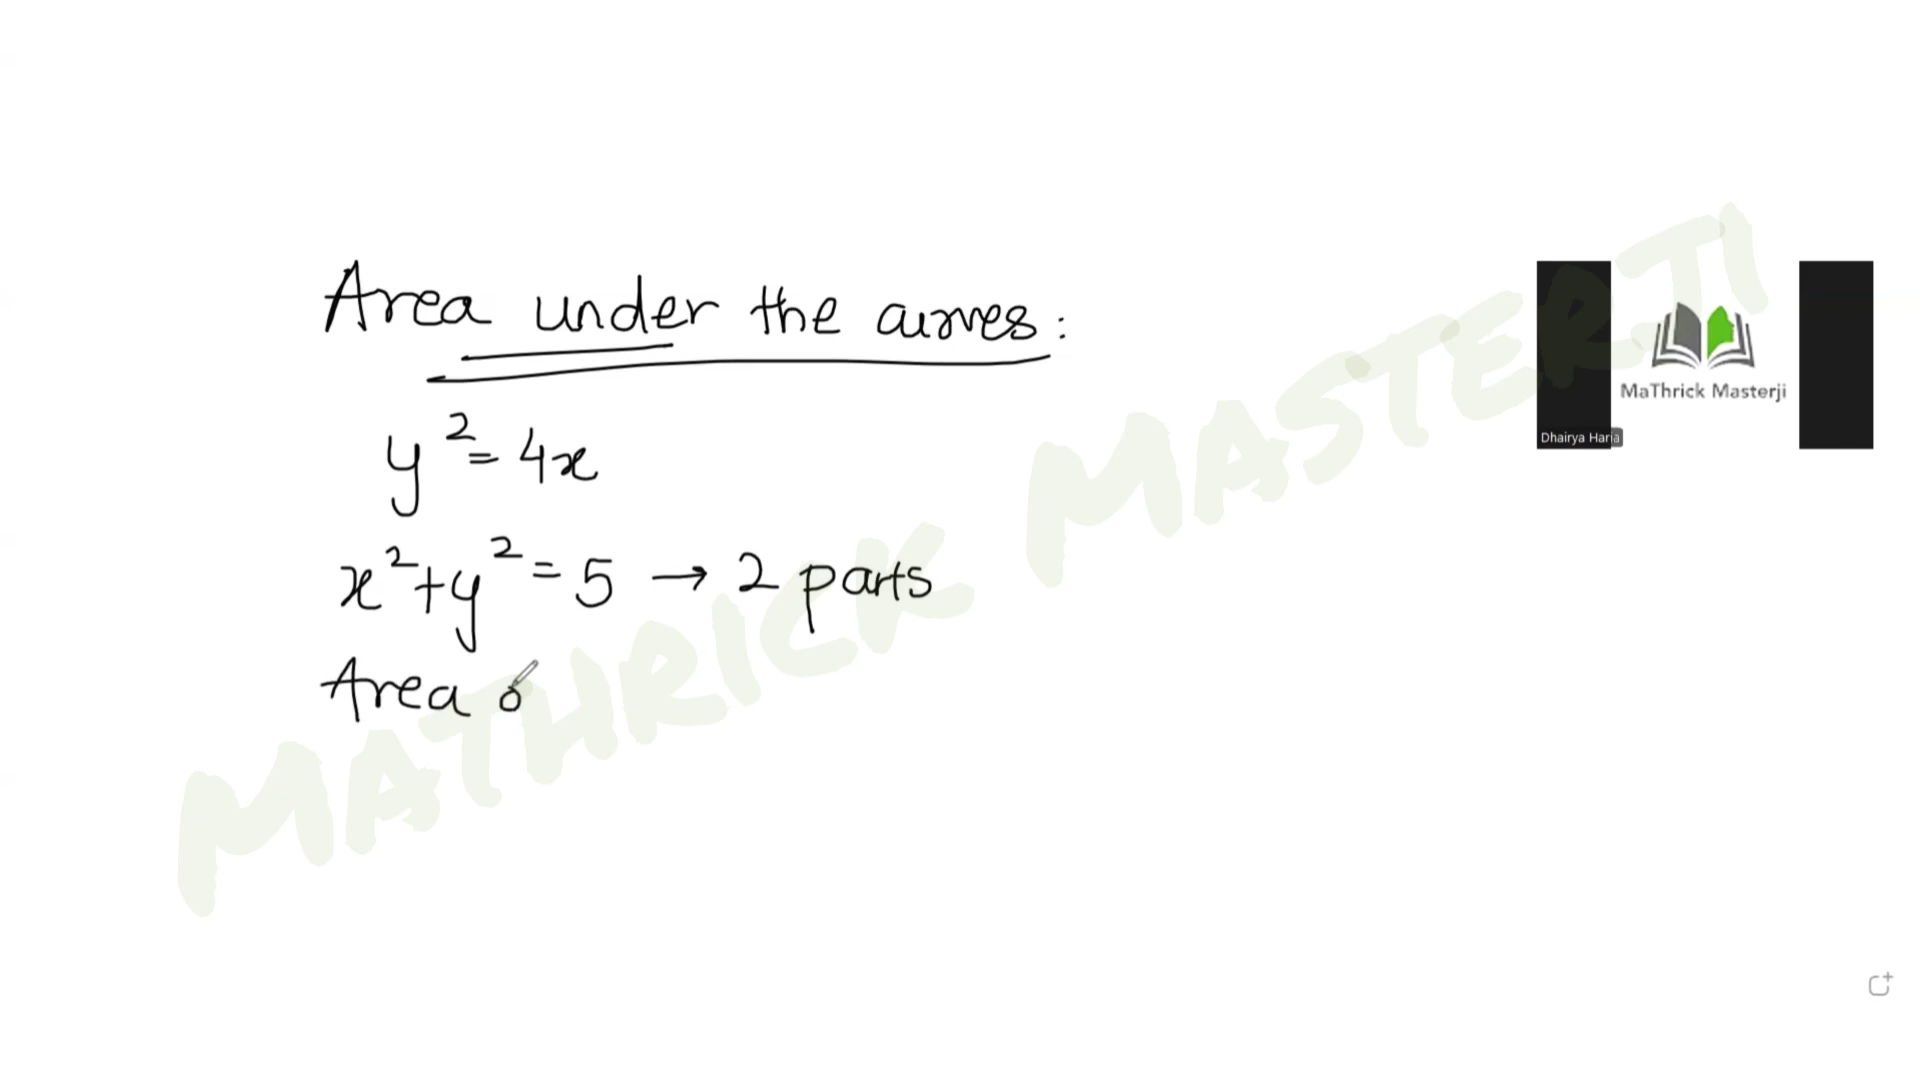 Area under the curves:
y² = 4x
x² + y² = 5 → 2 parts
Area o
MATHRICK MASTERJI
MaThrick Masterji
Dhairya Haria